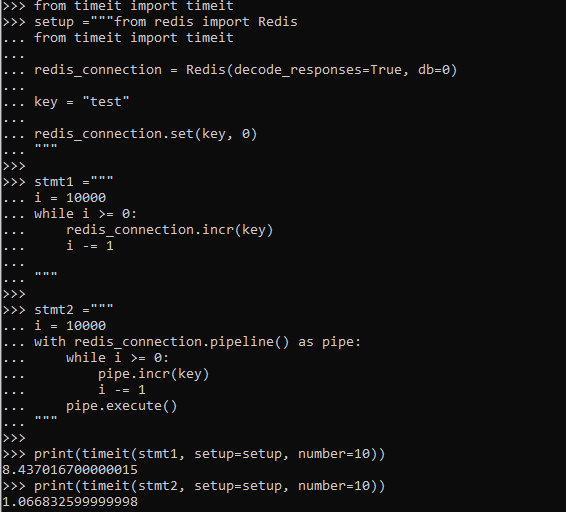 >>> from timeit import timeit
>>> setup ="""from redis import Redis
... from timeit import timeit
...
... redis_connection = Redis(decode_responses=True, db=0)
...
... key = "test"
...
... redis_connection.set(key, 0)
... """
>>>
>>> stmt1 ="""
... i = 10000
... while i >= 0:
...     redis_connection.incr(key)
...     i -= 1
...
... """
>>>
>>> stmt2 ="""
... i = 10000
... with redis_connection.pipeline() as pipe:
...     while i >= 0:
...         pipe.incr(key)
...         i -= 1
...     pipe.execute()
... """
>>>
>>> print(timeit(stmt1, setup=setup, number=10))
8.437016700000015
>>> print(timeit(stmt2, setup=setup, number=10))
1.066832599999998